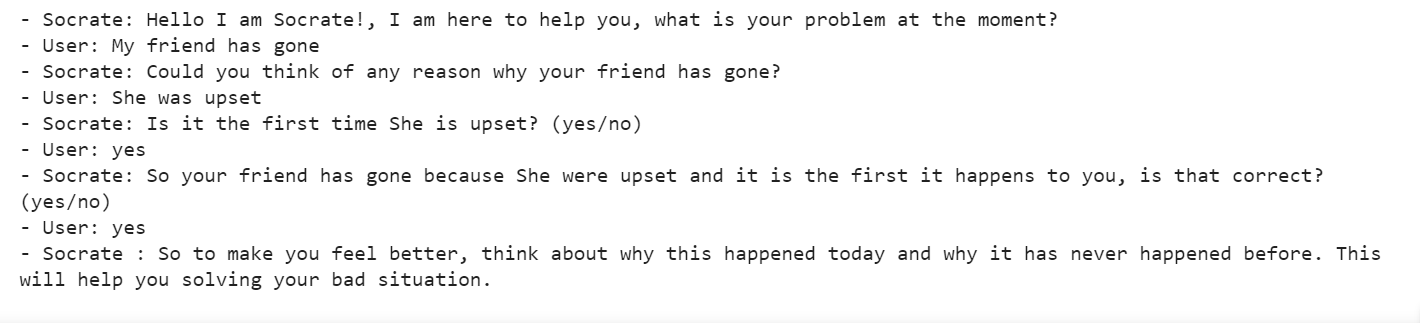 - Socrate: Hello I am Socrate!, I am here to help you, what is your problem at the moment?
- User: My friend has gone
- Socrate: Could you think of any reason why your friend has gone?
- User: She was upset
- Socrate: Is it the first time She is upset? (yes/no)
- User: yes
- Socrate: So your friend has gone because She were upset and it is the first it happens to you, is that correct?
(yes/no)
- User: yes
- Socrate : So to make you feel better, think about why this happened today and why it has never happened before. This
will help you solving your bad situation.